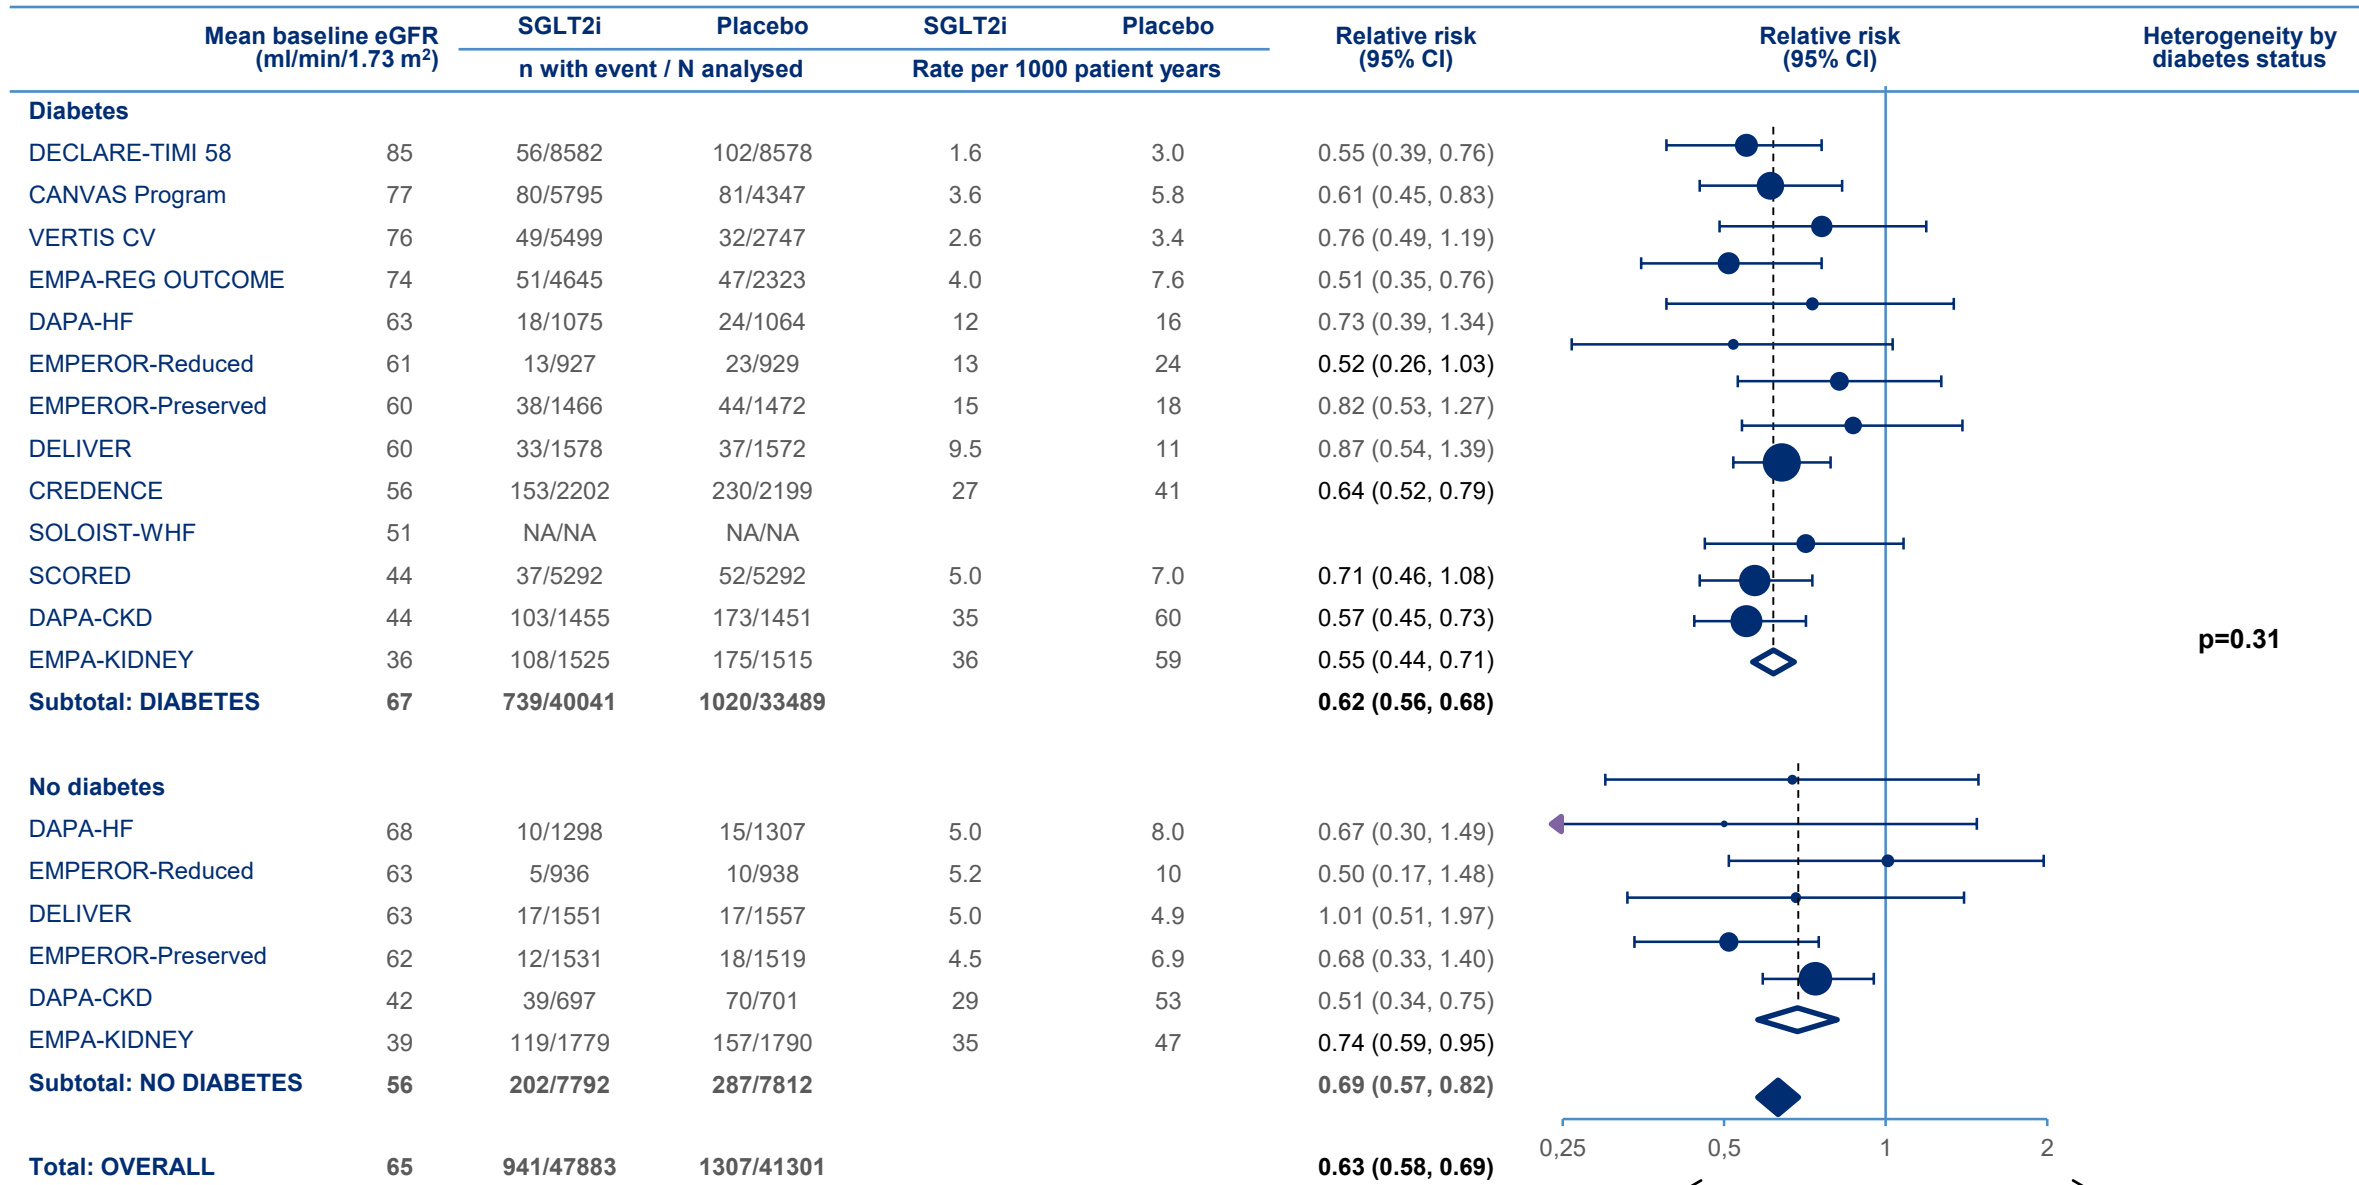 Mean baseline eGFR (ml/min/1.73 m²) SGLT2i Placebo SGLT2i Placebo Relative risk (95% CI) Relative risk (95% CI) Heterogeneity by diabetes status
n with event / N analysed Rate per 1000 patient years
Diabetes
DECLARE-TIMI 58 85 56/8582 102/8578 1.6 3.0 0.55 (0.39, 0.76)
CANVAS Program 77 80/5795 81/4347 3.6 5.8 0.61 (0.45, 0.83)
VERTIS CV 76 49/5499 32/2747 2.6 3.4 0.76 (0.49, 1.19)
EMPA-REG OUTCOME 74 51/4645 47/2323 4.0 7.6 0.51 (0.35, 0.76)
DAPA-HF 63 18/1075 24/1064 12 16 0.73 (0.39, 1.34)
EMPEROR-Reduced 61 13/927 23/929 13 24 0.52 (0.26, 1.03)
EMPEROR-Preserved 60 38/1466 44/1472 15 18 0.82 (0.53, 1.27)
DELIVER 60 33/1578 37/1572 9.5 11 0.87 (0.54, 1.39)
CREDENCE 56 153/2202 230/2199 27 41 0.64 (0.52, 0.79)
SOLOIST-WHF 51 NA/NA NA/NA
SCORED 44 37/5292 52/5292 5.0 7.0 0.71 (0.46, 1.08)
DAPA-CKD 44 103/1455 173/1451 35 60 0.57 (0.45, 0.73)
p=0.31
EMPA-KIDNEY 36 108/1525 175/1515 36 59 0.55 (0.44, 0.71)
Subtotal: DIABETES 67 739/40041 1020/33489 0.62 (0.56, 0.68)
No diabetes
DAPA-HF 68 10/1298 15/1307 5.0 8.0 0.67 (0.30, 1.49)
EMPEROR-Reduced 63 5/936 10/938 5.2 10 0.50 (0.17, 1.48)
DELIVER 63 17/1551 17/1557 5.0 4.9 1.01 (0.51, 1.97)
EMPEROR-Preserved 62 12/1531 18/1519 4.5 6.9 0.68 (0.33, 1.40)
DAPA-CKD 42 39/697 70/701 29 53 0.51 (0.34, 0.75)
EMPA-KIDNEY 39 119/1779 157/1790 35 47 0.74 (0.59, 0.95)
Subtotal: NO DIABETES 56 202/7792 287/7812 0.69 (0.57, 0.82)
0,25 0,5 1 2
Total: OVERALL 65 941/47883 1307/41301 0.63 (0.58, 0.69)